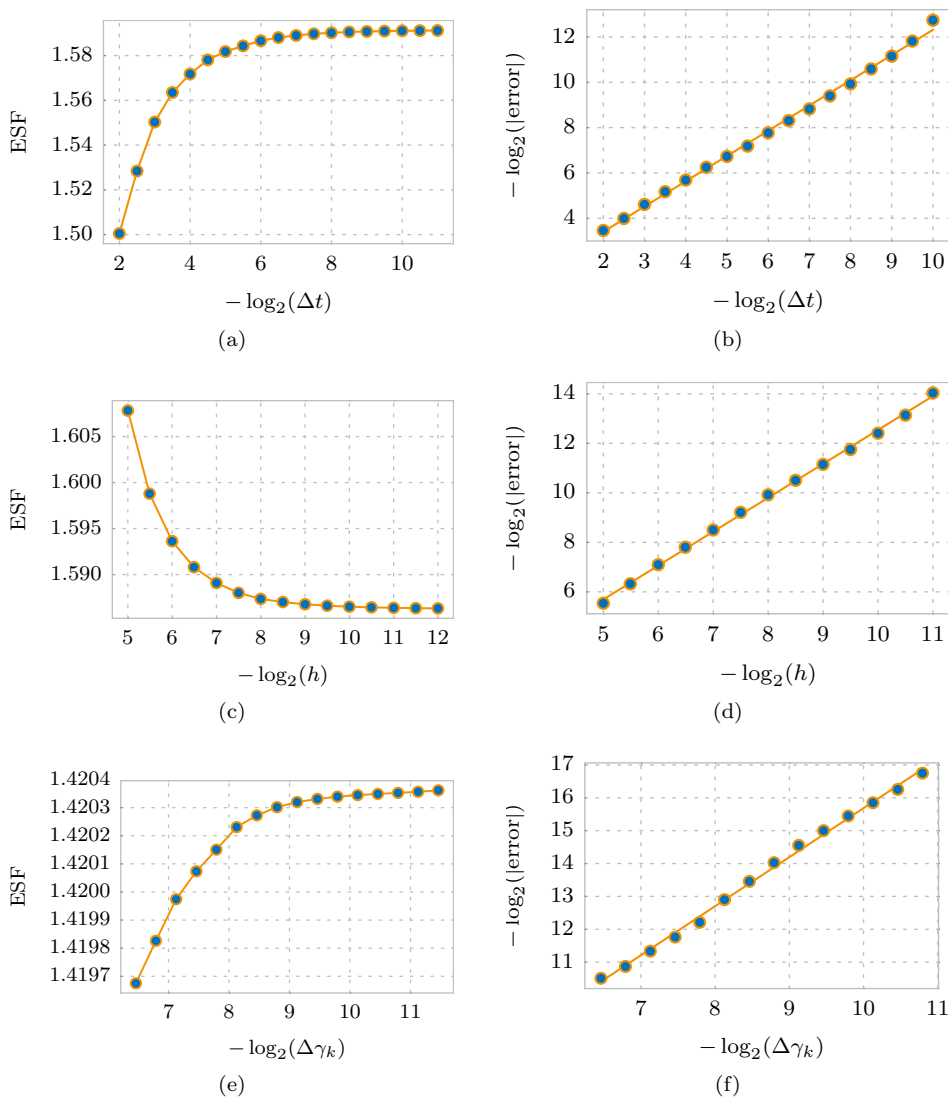 1.58
1.56
1.54
1.52
1.50
ESF
2 4 6 8 10
− log₂(Δt)
(a)
12
10
8
6
4
− log₂(|error|)
2 3 4 5 6 7 8 9 10
− log₂(Δt)
(b)
1.605
1.600
1.595
1.590
ESF
5 6 7 8 9 10 11 12
− log₂(h)
(c)
14
12
10
8
6
− log₂(|error|)
5 6 7 8 9 10 11
− log₂(h)
(d)
1.4204
1.4203
1.4202
1.4201
1.4200
1.4199
1.4198
1.4197
ESF
7 8 9 10 11
− log₂(Δγₖ)
(e)
17
16
15
14
13
12
11
− log₂(|error|)
7 8 9 10 11
− log₂(Δγₖ)
(f)